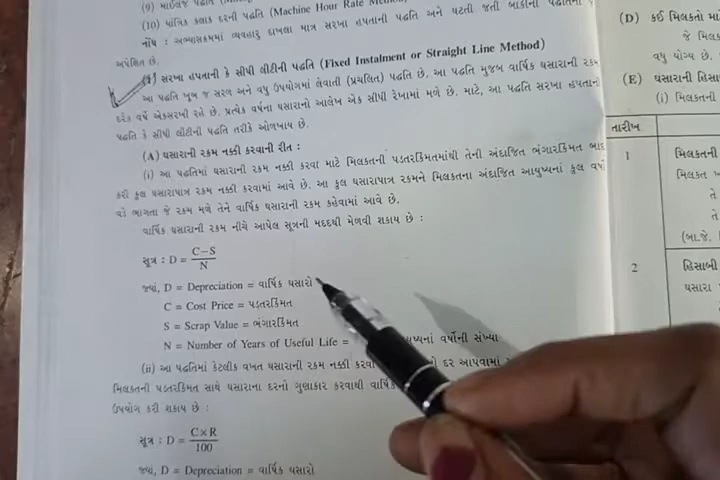 (10) યાંત્રિક કલાક દરની પદ્ધતિ (Machine Hour Rate
નોંધ : અભ્યાસક્રમમાં વ્યવહારુ દાખલા માત્ર સરખા હપતાની પદ્ધતિ અને ઘટતી જતી બાકીની પદ્ધતિના
અપેક્ષિત છે.
સરખા હપતાની કે સીધી લીટીની પદ્ધતિ (Fixed Instalment or Straight Line Method)
આ પદ્ધતિ ખૂબ જ સરળ અને વધુ ઉપયોગમાં લેવાતી (પ્રચલિત) પદ્ધતિ છે. આ પદ્ધતિ મુજબ વાર્ષિક ઘસારાની રકમ
દરેક વર્ષે એકસરખી રહે છે. પ્રત્યેક વર્ષના ઘસારાનો આલેખ એક સીધી રેખામાં મળે છે. માટે, આ પદ્ધતિ સરખા હપતાની
પદ્ધતિ કે સીધી લીટીની પદ્ધતિ તરીકે ઓળખાય છે.
(A) ઘસારાની રકમ નક્કી કરવાની રીત :
(i) આ પદ્ધતિમાં ઘસારાની રકમ નક્કી કરવા માટે મિલકતની પડતરકિંમતમાંથી તેની અંદાજિત ભંગારકિંમત બાદ
કરી કુલ ઘસારાપાત્ર રકમ નક્કી કરવામાં આવે છે. આ કુલ ઘસારાપાત્ર રકમને મિલકતના અંદાજિત આયુષ્યનાં કુલ વર્ષો
વડે ભાગતા જે રકમ મળે તેને વાર્ષિક ઘસારાની રકમ કહેવામાં આવે છે.
વાર્ષિક ઘસારાની રકમ નીચે આપેલ સૂત્રની મદદથી મેળવી શકાય છે :
સૂત્ર : D = C–S / N
જ્યાં, D = Depreciation = વાર્ષિક ઘસારો
C = Cost Price = પડતરકિંમત
S = Scrap Value = ભંગારકિંમત
N = Number of Years of Useful Life = વર્ષોની સંખ્યા
(ii) આ પદ્ધતિમાં કેટલીક વખત ઘસારાની રકમ નક્કી દર આપવામાં
મિલકતની પડતરકિંમત સાથે ઘસારાના દરનો ગુણાકાર કરવાથી
ઉપયોગ કરી શકાય છે :
સૂત્ર : D = C×R / 100
જ્યાં, D = Depreciation = વાર્ષિક ઘસારો
(D) કઈ મિલકતો
જે
વધુ યોગ્ય છે.
(E) ઘસારાની
(i) મિલકતની
તારીખ
1 મિલકતની
મિલકત
તે
તે
(બા.જે.
2 હિસાબી
ઘસારા